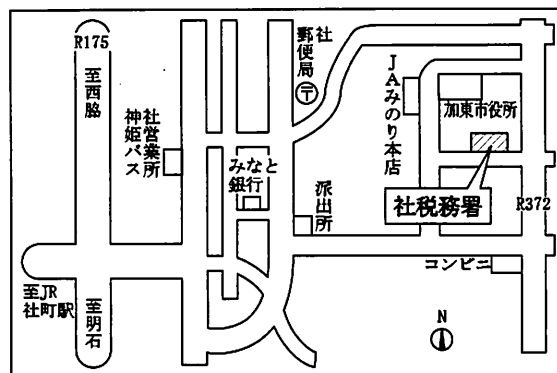 R175
至西脇
神姫バス
社営業所
みなと
銀行
社
郵便局
〒
派出所
JAみのり本店
加東市役所
社税務署
R372
コンビニ
至JR
社町駅
至明石
N